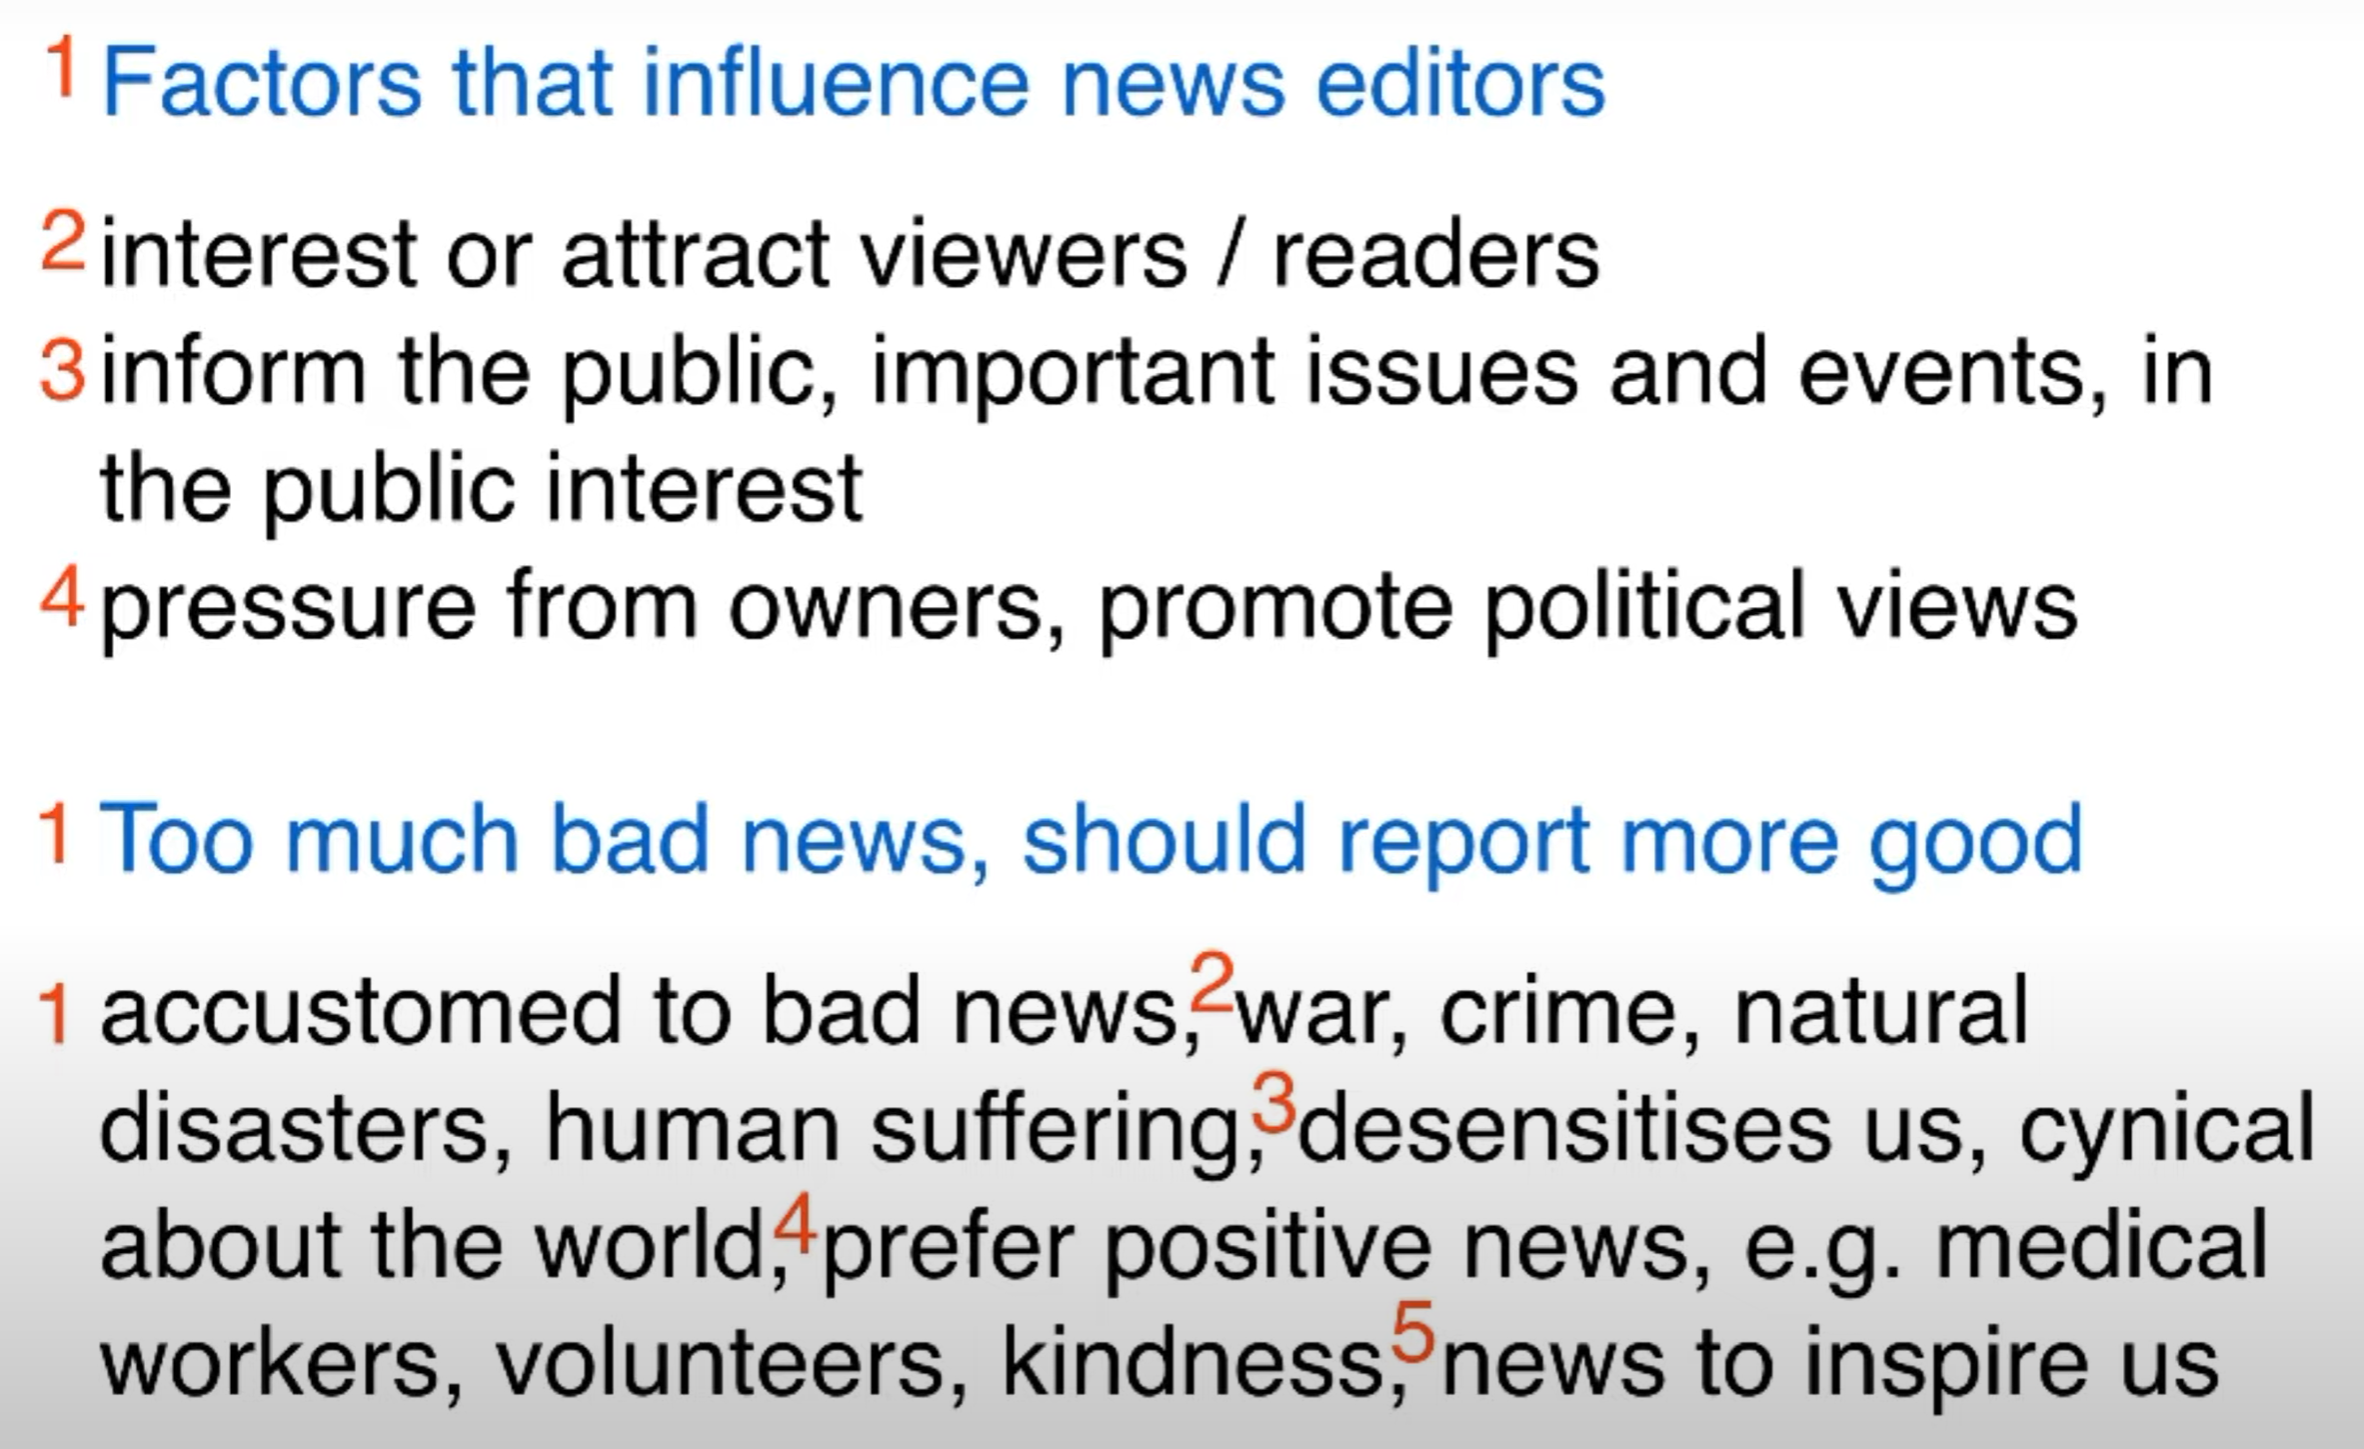 1 Factors that influence news editors
2 interest or attract viewers / readers
3 inform the public, important issues and events, in
the public interest
4 pressure from owners, promote political views
1 Too much bad news, should report more good
1 accustomed to bad news, 2 war, crime, natural
disasters, human suffering, 3 desensitises us, cynical
about the world, 4 prefer positive news, e.g. medical
workers, volunteers, kindness, 5 news to inspire us